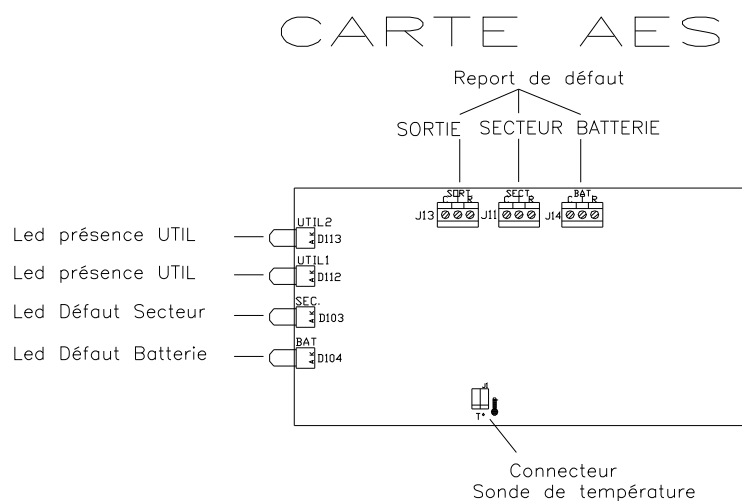 CARTE AES
Report de défaut
SORTIE SECTEUR BATTERIE
SORT SECT BAT
C T R C T R C T R
J13 J11 J14
UTIL2
Led présence UTIL D113
UTIL1
Led présence UTIL D112
SEC.
Led Défaut Secteur D103
BAT
Led Défaut Batterie D104
J1
T°
Connecteur
Sonde de température